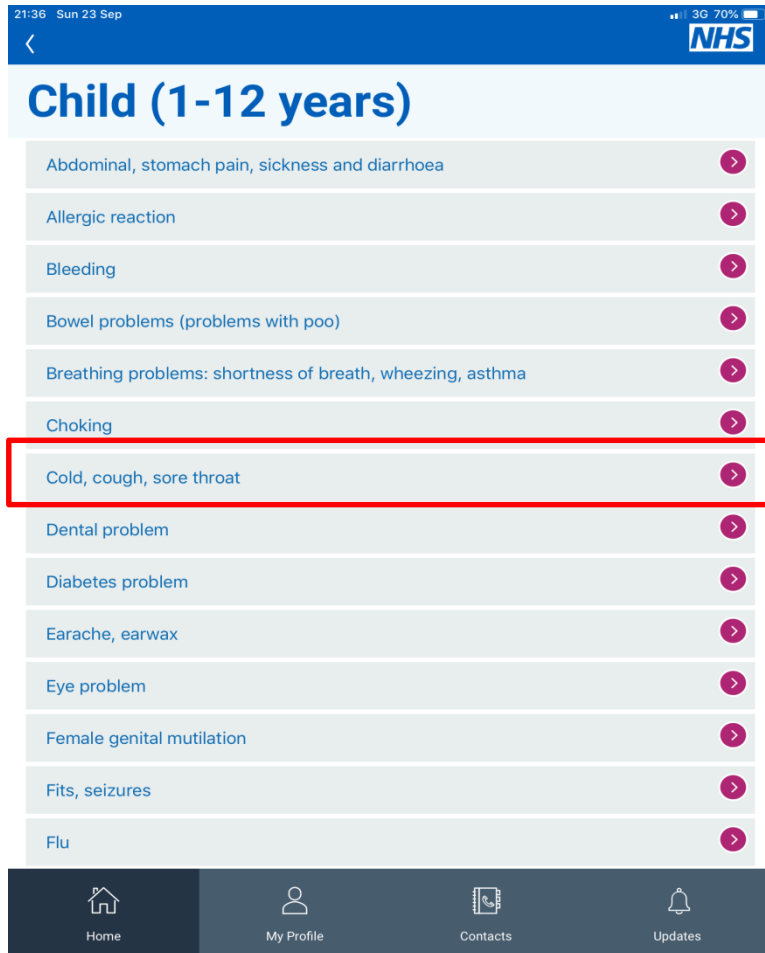 21:36 Sun 23 Sep
3G 70%
NHS
Child (1-12 years)
Abdominal, stomach pain, sickness and diarrhoea
Allergic reaction
Bleeding
Bowel problems (problems with poo)
Breathing problems: shortness of breath, wheezing, asthma
Choking
Cold, cough, sore throat
Dental problem
Diabetes problem
Earache, earwax
Eye problem
Female genital mutilation
Fits, seizures
Flu
Home
My Profile
Contacts
Updates